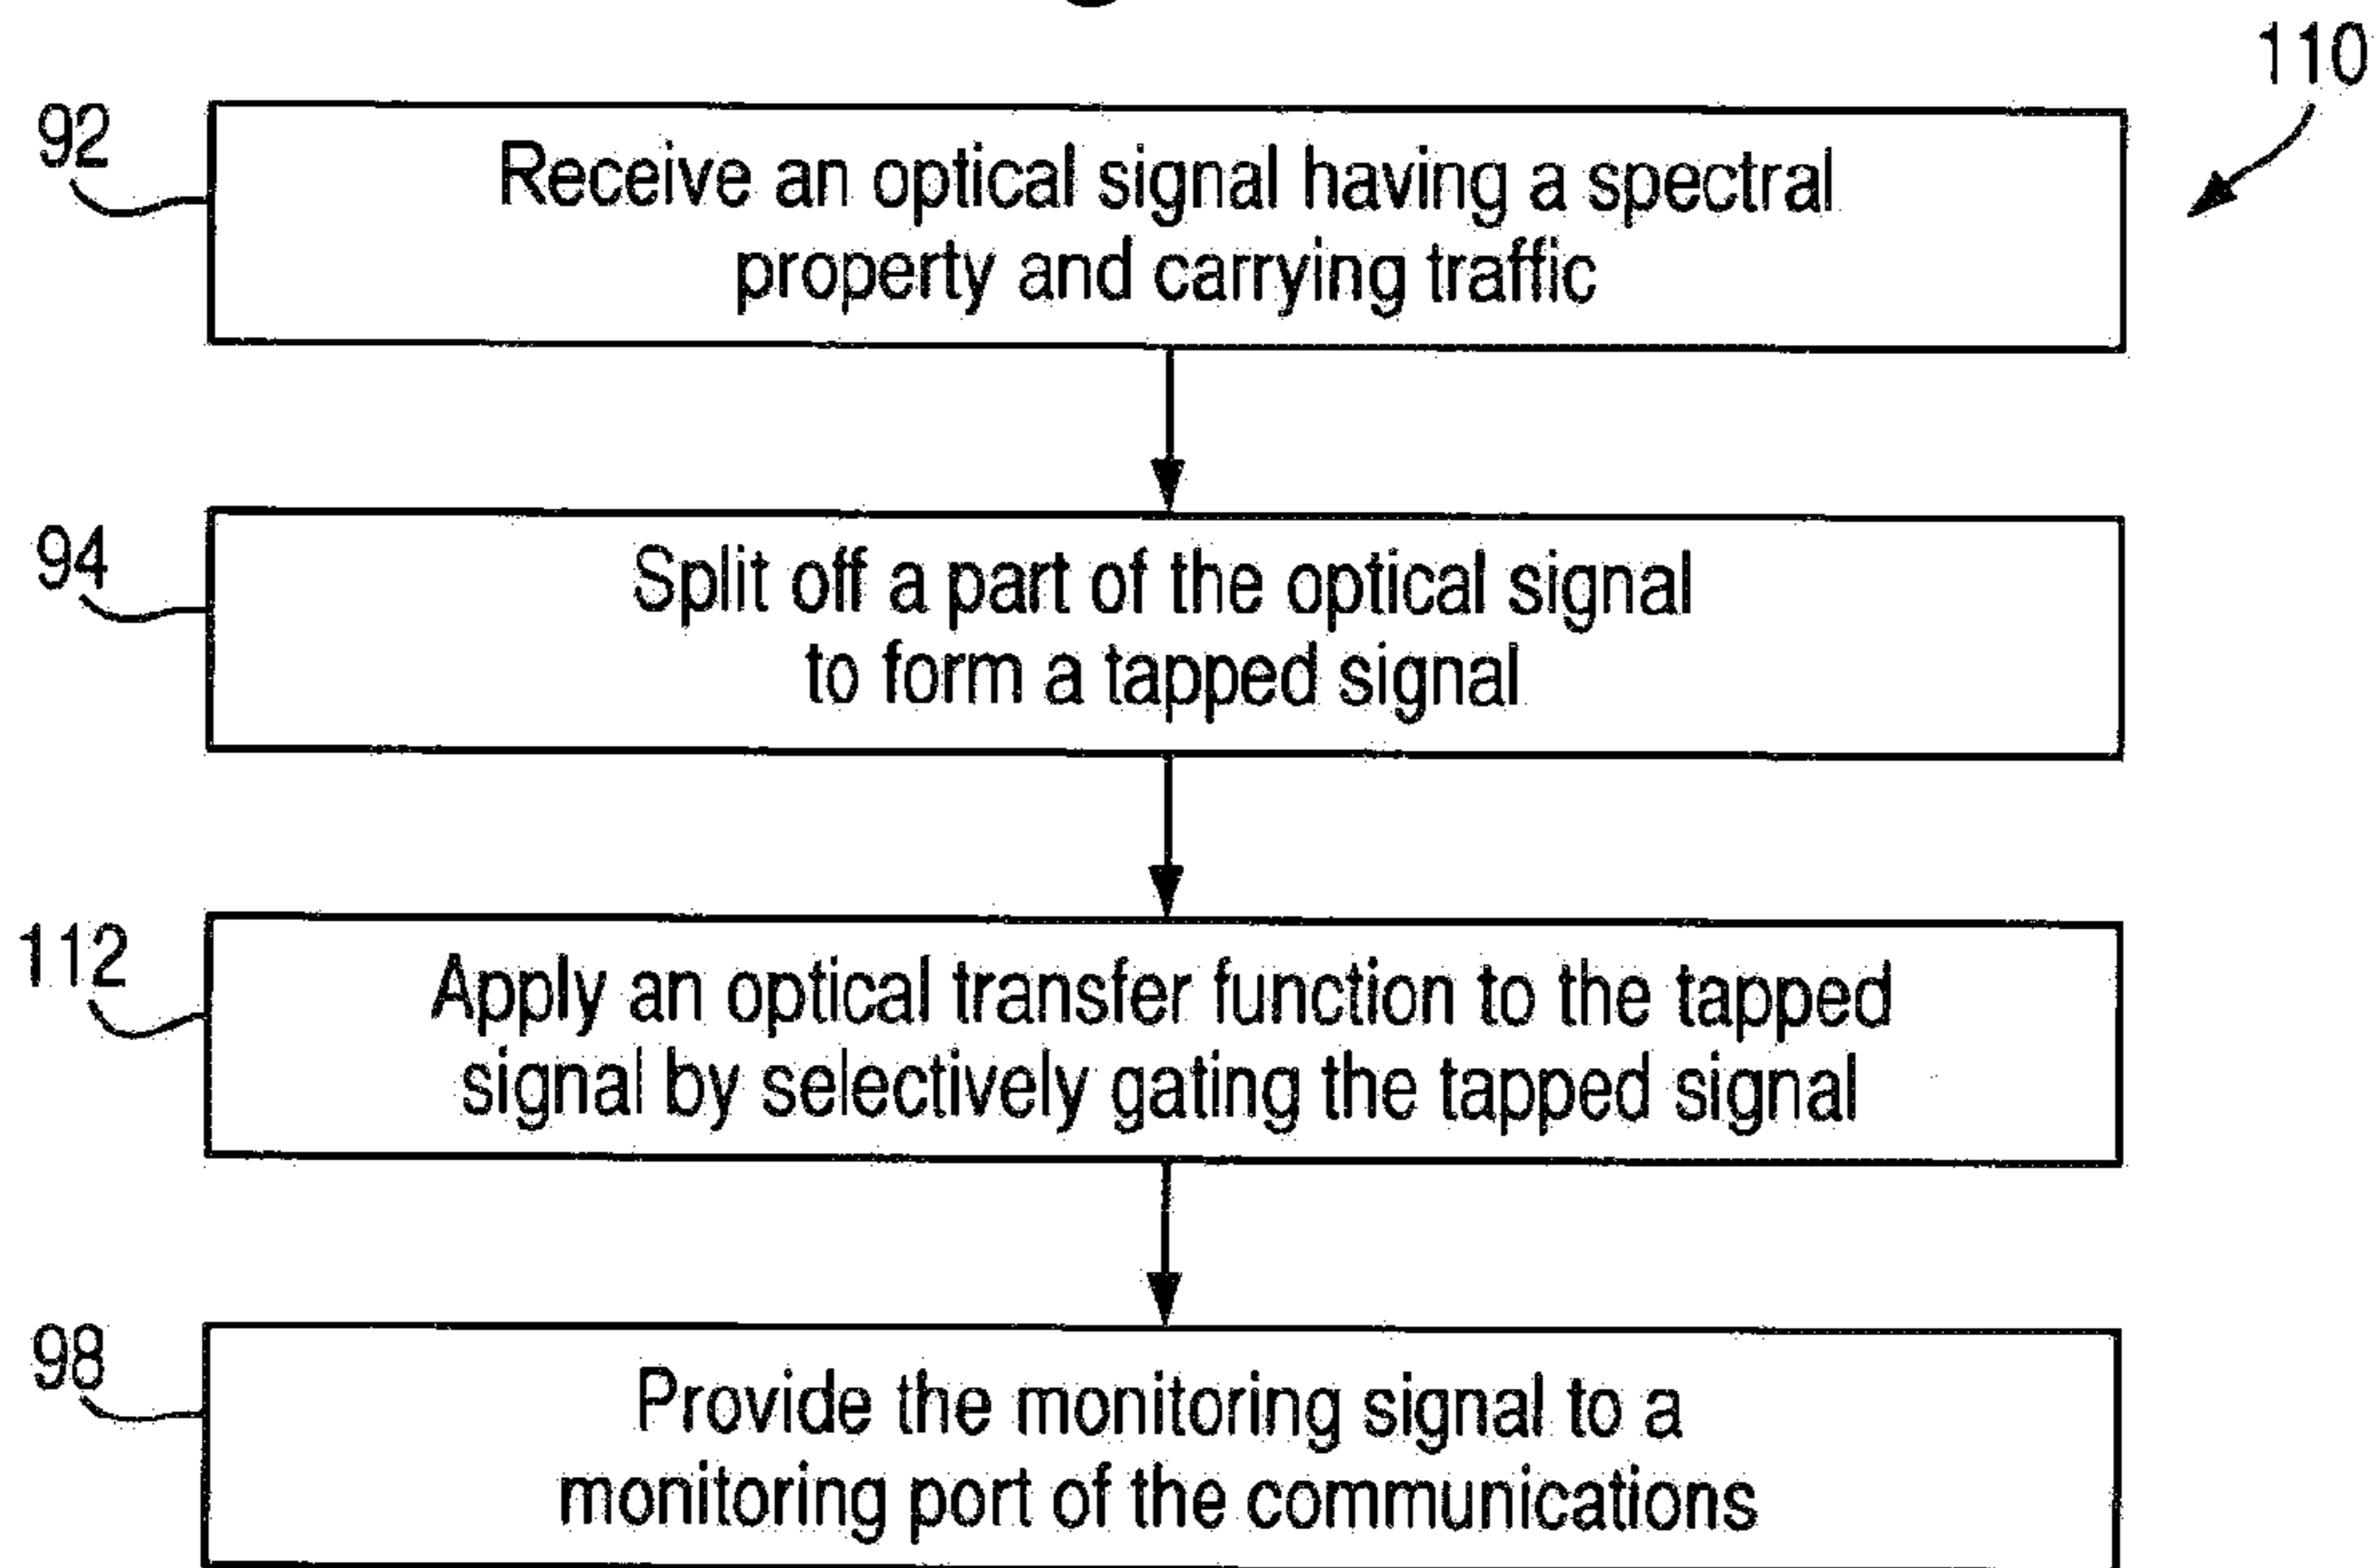 110
92
Receive an optical signal having a spectral
property and carrying traffic
94
Split off a part of the optical signal
to form a tapped signal
112
Apply an optical transfer function to the tapped
signal by selectively gating the tapped signal
98
Provide the monitoring signal to a
monitoring port of the communications